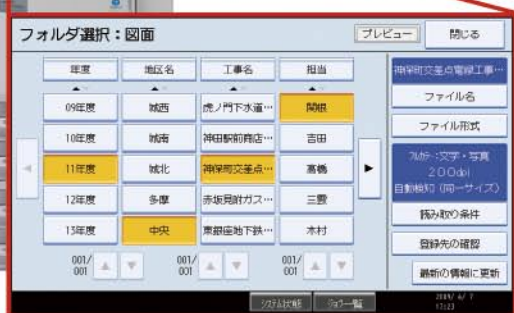 フォルダ選択：図面
プレビュー
閉じる
年度 地区名 工事名 担当
09年度 城西 虎ノ門下水道… 関根
10年度 城南 神田駅前商店… 吉田
11年度 城北 神保町交差点… 高橋
12年度 多摩 赤坂見附ガス… 三雲
13年度 中央 東銀座地下鉄… 木村
001/001 001/001 001/001
神保町交差点電線工事…
ファイル名
ファイル形式
フルカラー：文字・写真
200dpi
自動検知（同一サイズ）
読み取り条件
登録先の確認
最新の情報に更新
システム状態 ジョブ一覧
17:23